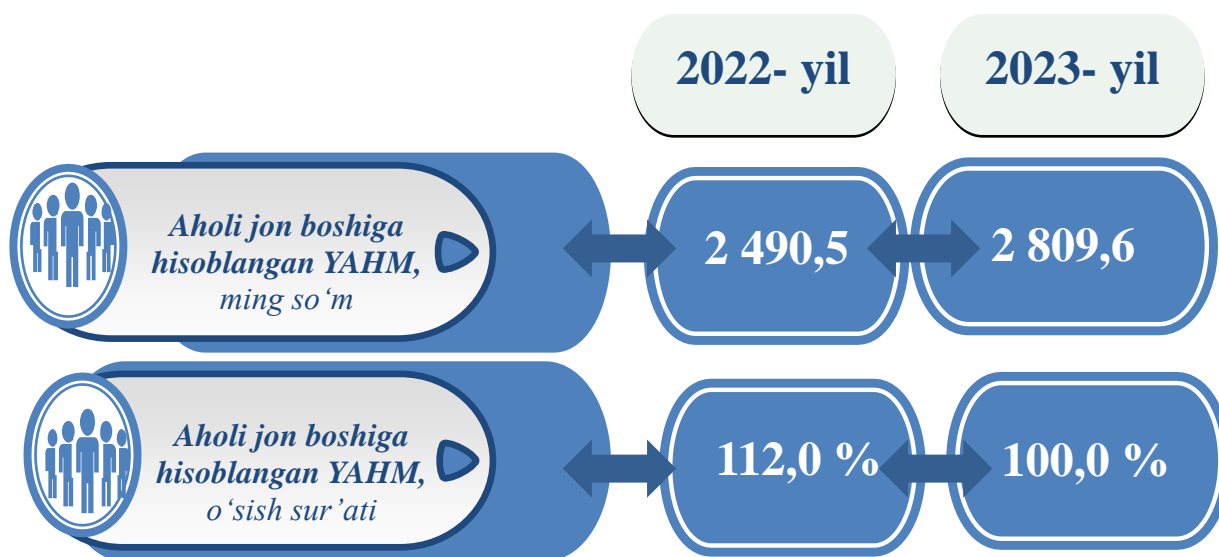 2022- yil
2023- yil
Aholi jon boshiga
hisoblangan YAHM,
ming so‘m
2 490,5
2 809,6
Aholi jon boshiga
hisoblangan YAHM,
o‘sish sur’ati
112,0 %
100,0 %